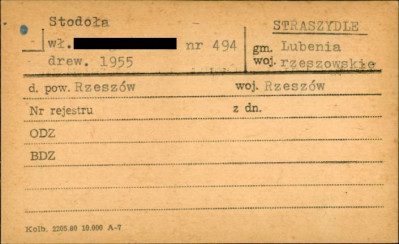 Stodoła
STRASZYDLE
wł. nr 494
gm. Lubenia
drew. 1955
woj. rzeszowskie
d. pow. Rzeszów woj. Rzeszów
Nr rejestru z dn.
ODZ
BDZ
Kolb. 2205.80 10.000 A-7